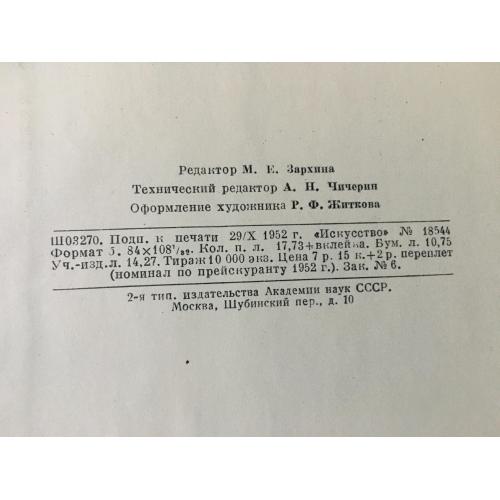 Редактор М. Е. Зархина
Технический редактор А. Н. Чичерин
Оформление художника Р. Ф. Житкова
Ш03270. Подп. к печати 29/X 1952 г. «Искусство» № 18544
Формат б. 84×108¹/₃₂. Кол. п. л. 17,73+вклейка. Бум. л. 10,75
Уч.-изд. л. 14,27. Тираж 10 000 экз. Цена 7 р. 15 к.+2 р. переплет
(номинал по прейскуранту 1952 г.). Зак. № 6.
2-я тип. издательства Академии наук СССР.
Москва, Шубинский пер., д. 10